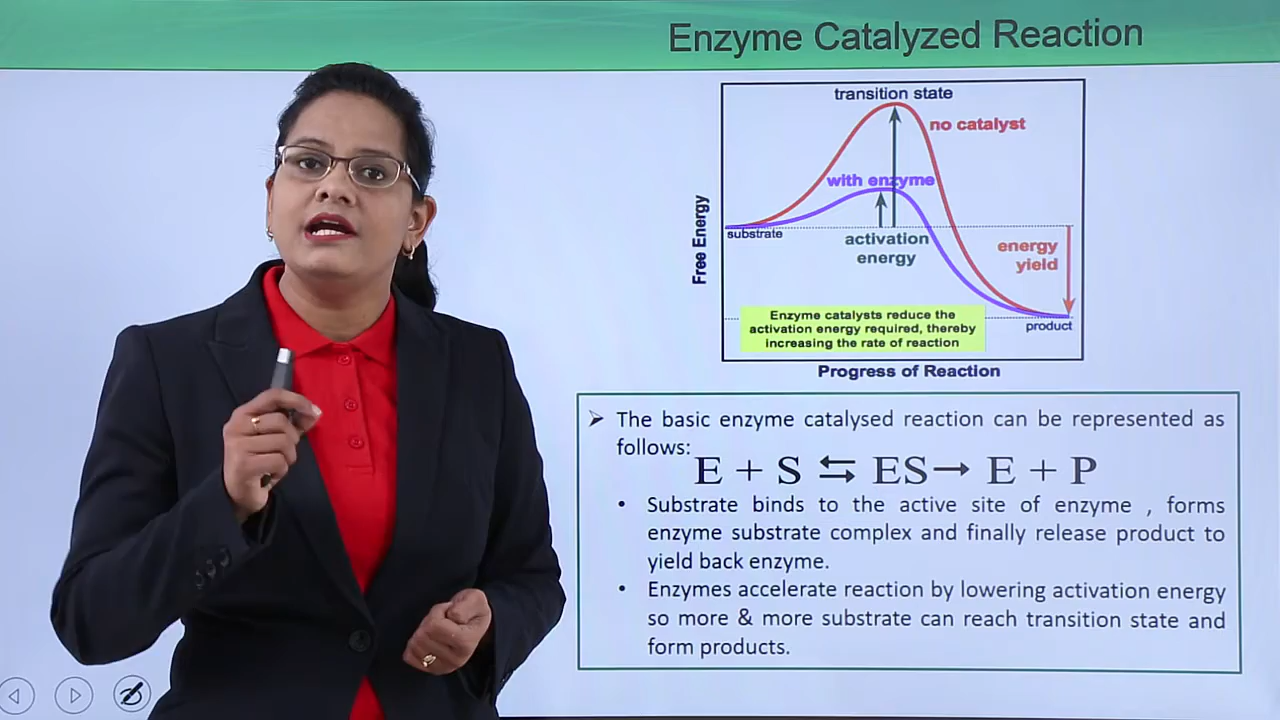 Enzyme Catalyzed Reaction
transition state
no catalyst
with enzyme
substrate
activation
energy
energy
yield
Free Energy
Enzyme catalysts reduce the
activation energy required, thereby
increasing the rate of reaction
product
Progress of Reaction
➢ The basic enzyme catalysed reaction can be represented as
follows:
E + S ⇆ ES → E + P
• Substrate binds to the active site of enzyme , forms
enzyme substrate complex and finally release product to
yield back enzyme.
• Enzymes accelerate reaction by lowering activation energy
so more & more substrate can reach transition state and
form products.